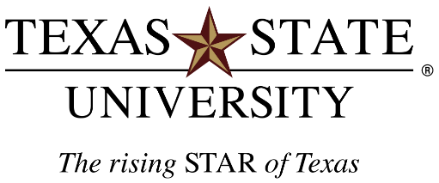 TEXAS STATE
UNIVERSITY ®
The rising STAR of Texas